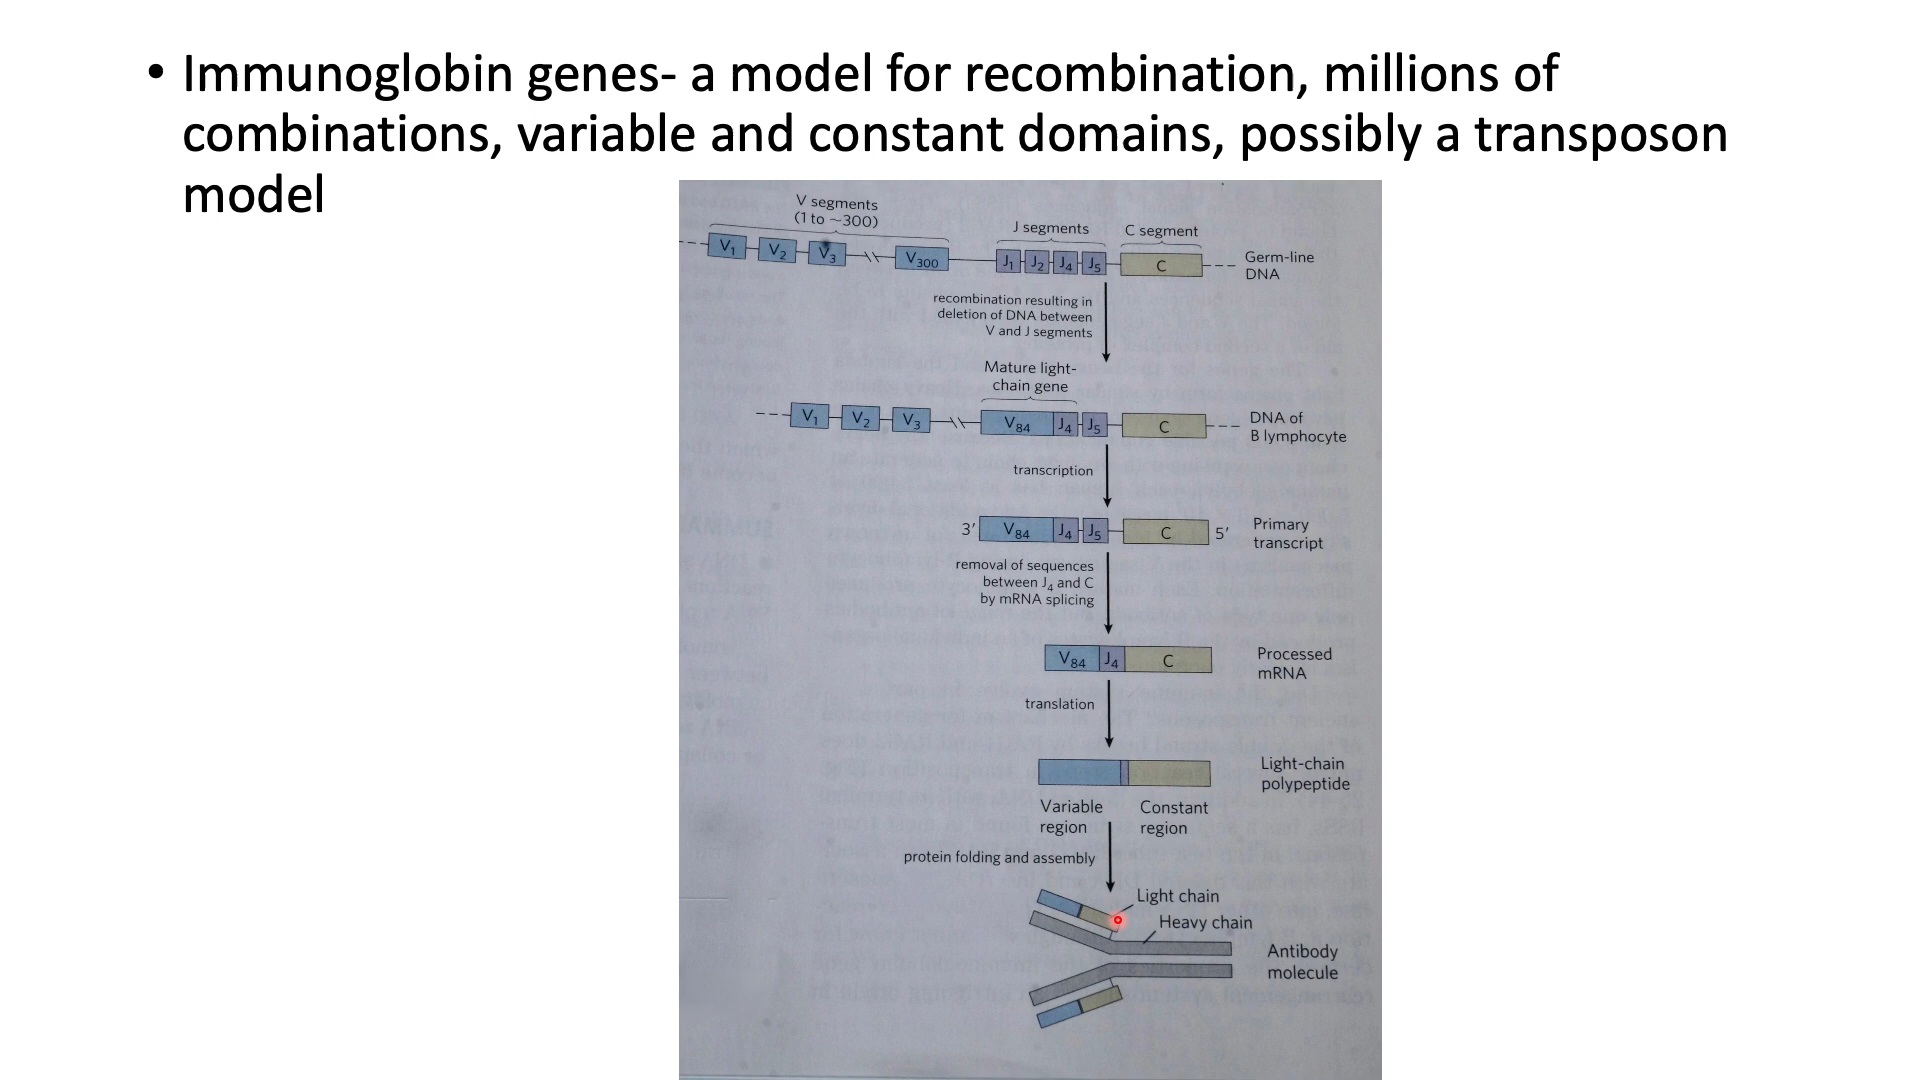 • Immunoglobin genes- a model for recombination, millions of
combinations, variable and constant domains, possibly a transposon
model
V segments
(1 to ~300)
J segments
C segment
V1 V2 V3 V300 J1 J2 J4 J5 C
Germ-line
DNA
recombination resulting in
deletion of DNA between
V and J segments
Mature light-
chain gene
V1 V2 V3 V84 J4 J5 C
DNA of
B lymphocyte
transcription
3′ V84 J4 J5 C 5′
Primary
transcript
removal of sequences
between J4 and C
by mRNA splicing
V84 J4 C
Processed
mRNA
translation
Light-chain
polypeptide
Variable
region
Constant
region
protein folding and assembly
Light chain
Heavy chain
Antibody
molecule